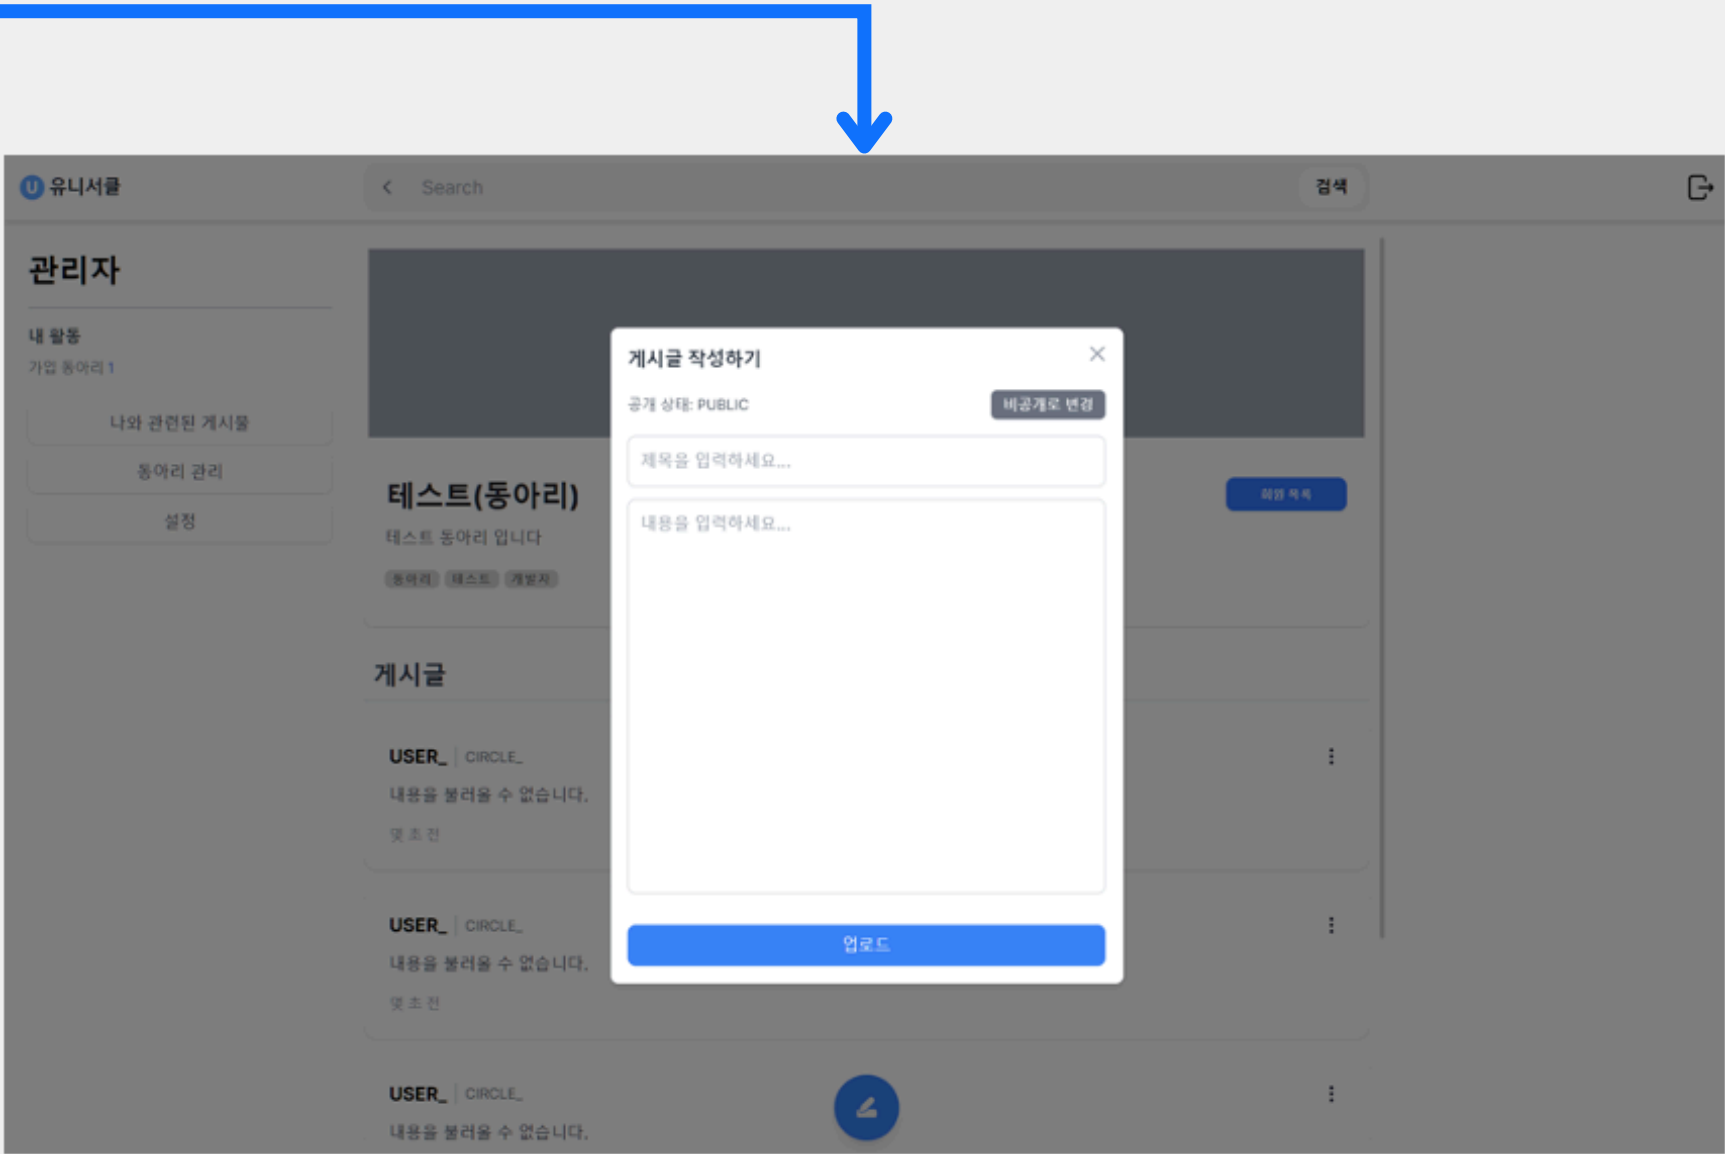 U 유니서클
Search
검색
관리자
내 활동
가입 동아리 1
나와 관련된 게시물
동아리 관리
설정
테스트(동아리)
회원 목록
테스트 동아리 입니다
동아리 테스트 개발자
게시글
USER_ CIRCLE_
내용을 불러올 수 없습니다.
몇 초 전
USER_ CIRCLE_
내용을 불러올 수 없습니다.
몇 초 전
USER_ CIRCLE_
내용을 불러올 수 없습니다.
게시글 작성하기
공개 상태: PUBLIC
비공개로 변경
제목을 입력하세요...
내용을 입력하세요...
업로드